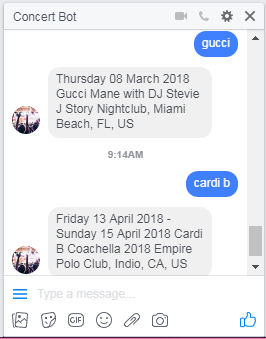 Concert Bot
gucci
Thursday 08 March 2018
Gucci Mane with DJ Stevie
J Story Nightclub, Miami
Beach, FL, US
9:14AM
cardi b
Friday 13 April 2018 -
Sunday 15 April 2018 Cardi
B Coachella 2018 Empire
Polo Club, Indio, CA, US
Type a message...
GIF